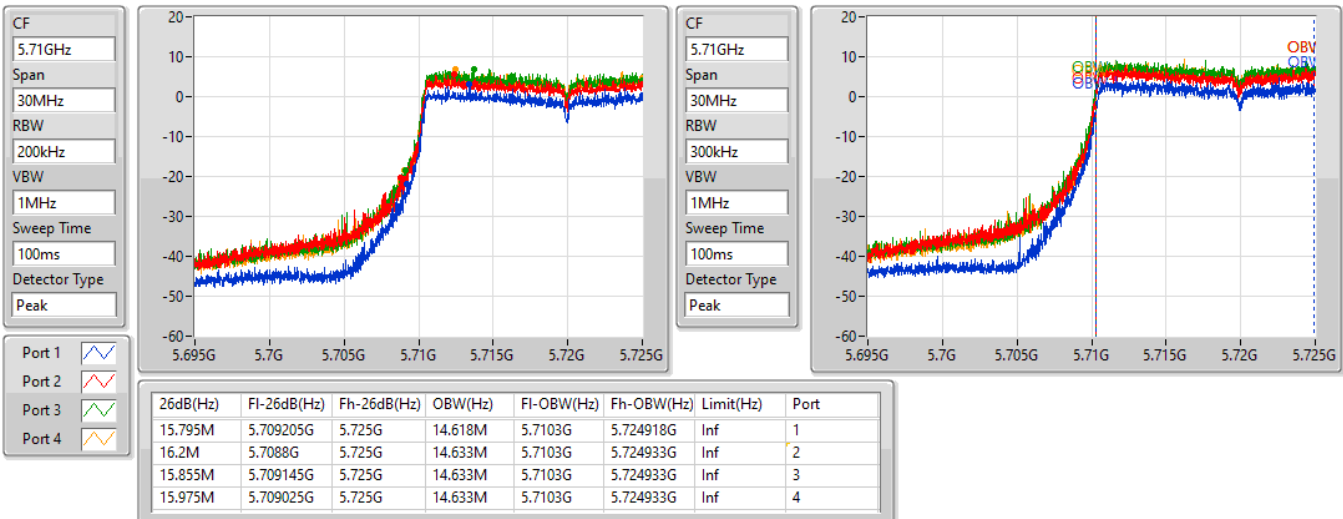 CF
5.71GHz
Span
30MHz
RBW
200kHz
VBW
1MHz
Sweep Time
100ms
Detector Type
Peak
20
10
0
-10
-20
-30
-40
-50
-60
5.695G 5.7G 5.705G 5.71G 5.715G 5.72G 5.725G
CF
5.71GHz
Span
30MHz
RBW
300kHz
VBW
1MHz
Sweep Time
100ms
Detector Type
Peak
20
10
0
-10
-20
-30
-40
-50
-60
OBW
OBW
OBW
OBW
5.695G 5.7G 5.705G 5.71G 5.715G 5.72G 5.725G
Port 1
Port 2
Port 3
Port 4
26dB(Hz) Fl-26dB(Hz) Fh-26dB(Hz) OBW(Hz) Fl-OBW(Hz) Fh-OBW(Hz) Limit(Hz) Port
15.795M 5.709205G 5.725G 14.618M 5.7103G 5.724918G Inf 1
16.2M 5.7088G 5.725G 14.633M 5.7103G 5.724933G Inf 2
15.855M 5.709145G 5.725G 14.633M 5.7103G 5.724933G Inf 3
15.975M 5.709025G 5.725G 14.633M 5.7103G 5.724933G Inf 4